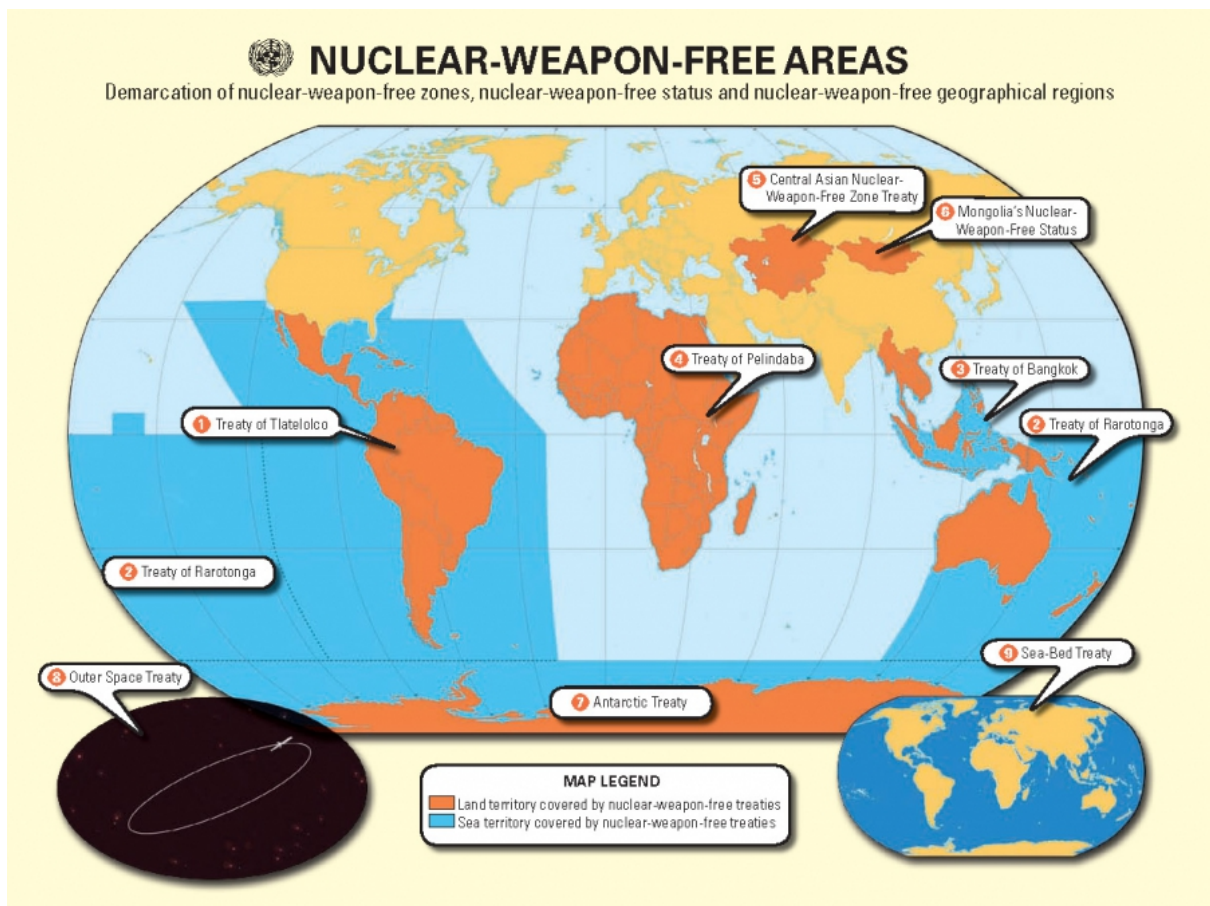 NUCLEAR-WEAPON-FREE AREAS
Demarcation of nuclear-weapon-free zones, nuclear-weapon-free status and nuclear-weapon-free geographical regions
5 Central Asian Nuclear-
Weapon-Free Zone Treaty
6 Mongolia's Nuclear-
Weapon-Free Status
4 Treaty of Pelindaba
3 Treaty of Bangkok
1 Treaty of Tlatelolco
2 Treaty of Rarotonga
2 Treaty of Rarotonga
9 Sea-Bed Treaty
8 Outer Space Treaty
7 Antarctic Treaty
MAP LEGEND
Land territory covered by nuclear-weapon-free treaties
Sea territory covered by nuclear-weapon-free treaties